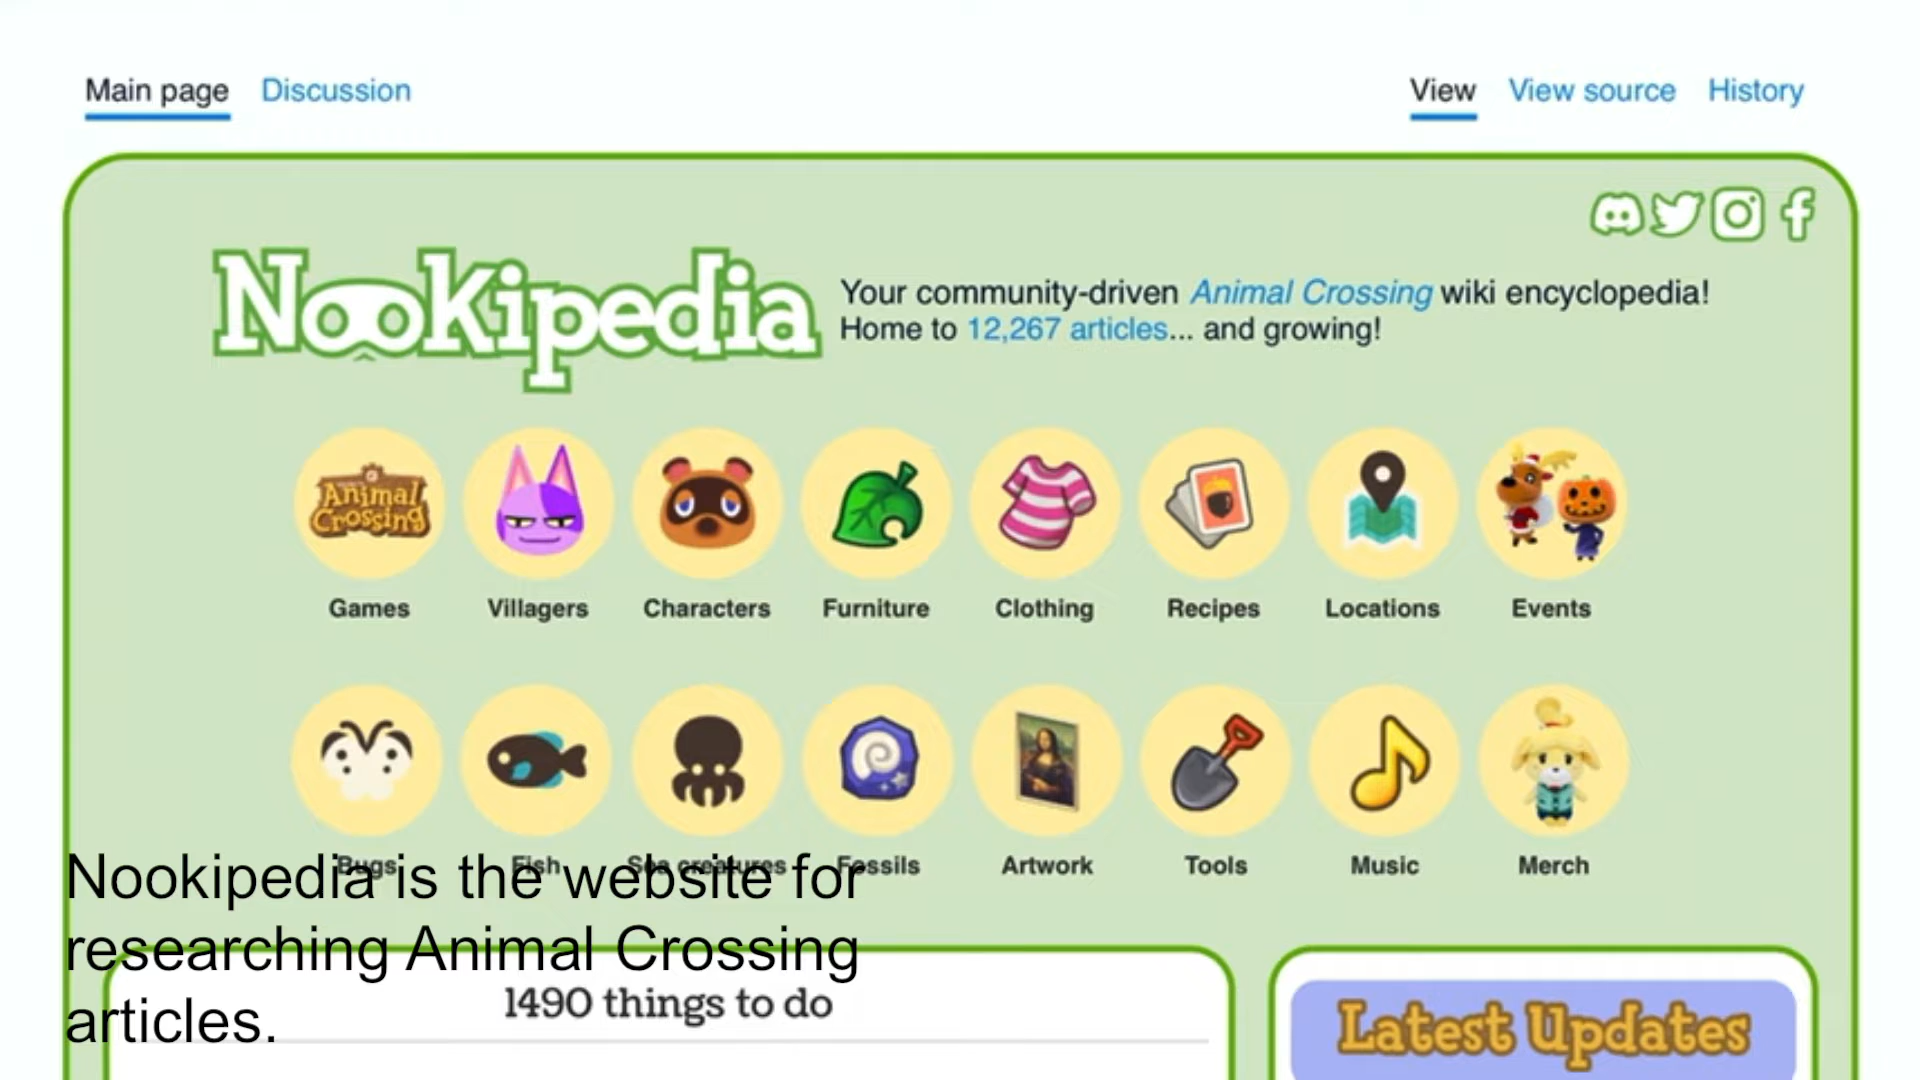 Main page Discussion View View source History
Nookipedia
Your community-driven Animal Crossing wiki encyclopedia!
Home to 12,267 articles... and growing!
Animal
Crossing
Games Villagers Characters Furniture Clothing Recipes Locations Events
Bugs Fish Sea creatures Fossils Artwork Tools Music Merch
Nookipedia is the website for
researching Animal Crossing
articles.
1490 things to do
Latest Updates